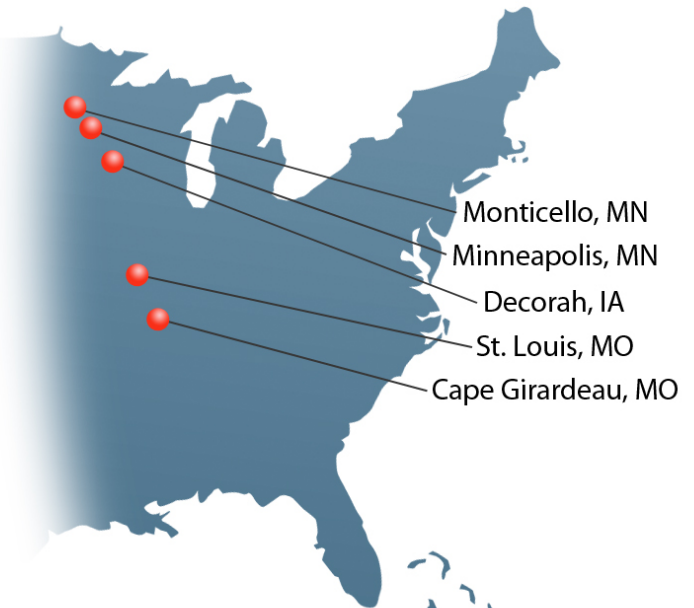 Monticello, MN
Minneapolis, MN
Decorah, IA
St. Louis, MO
Cape Girardeau, MO